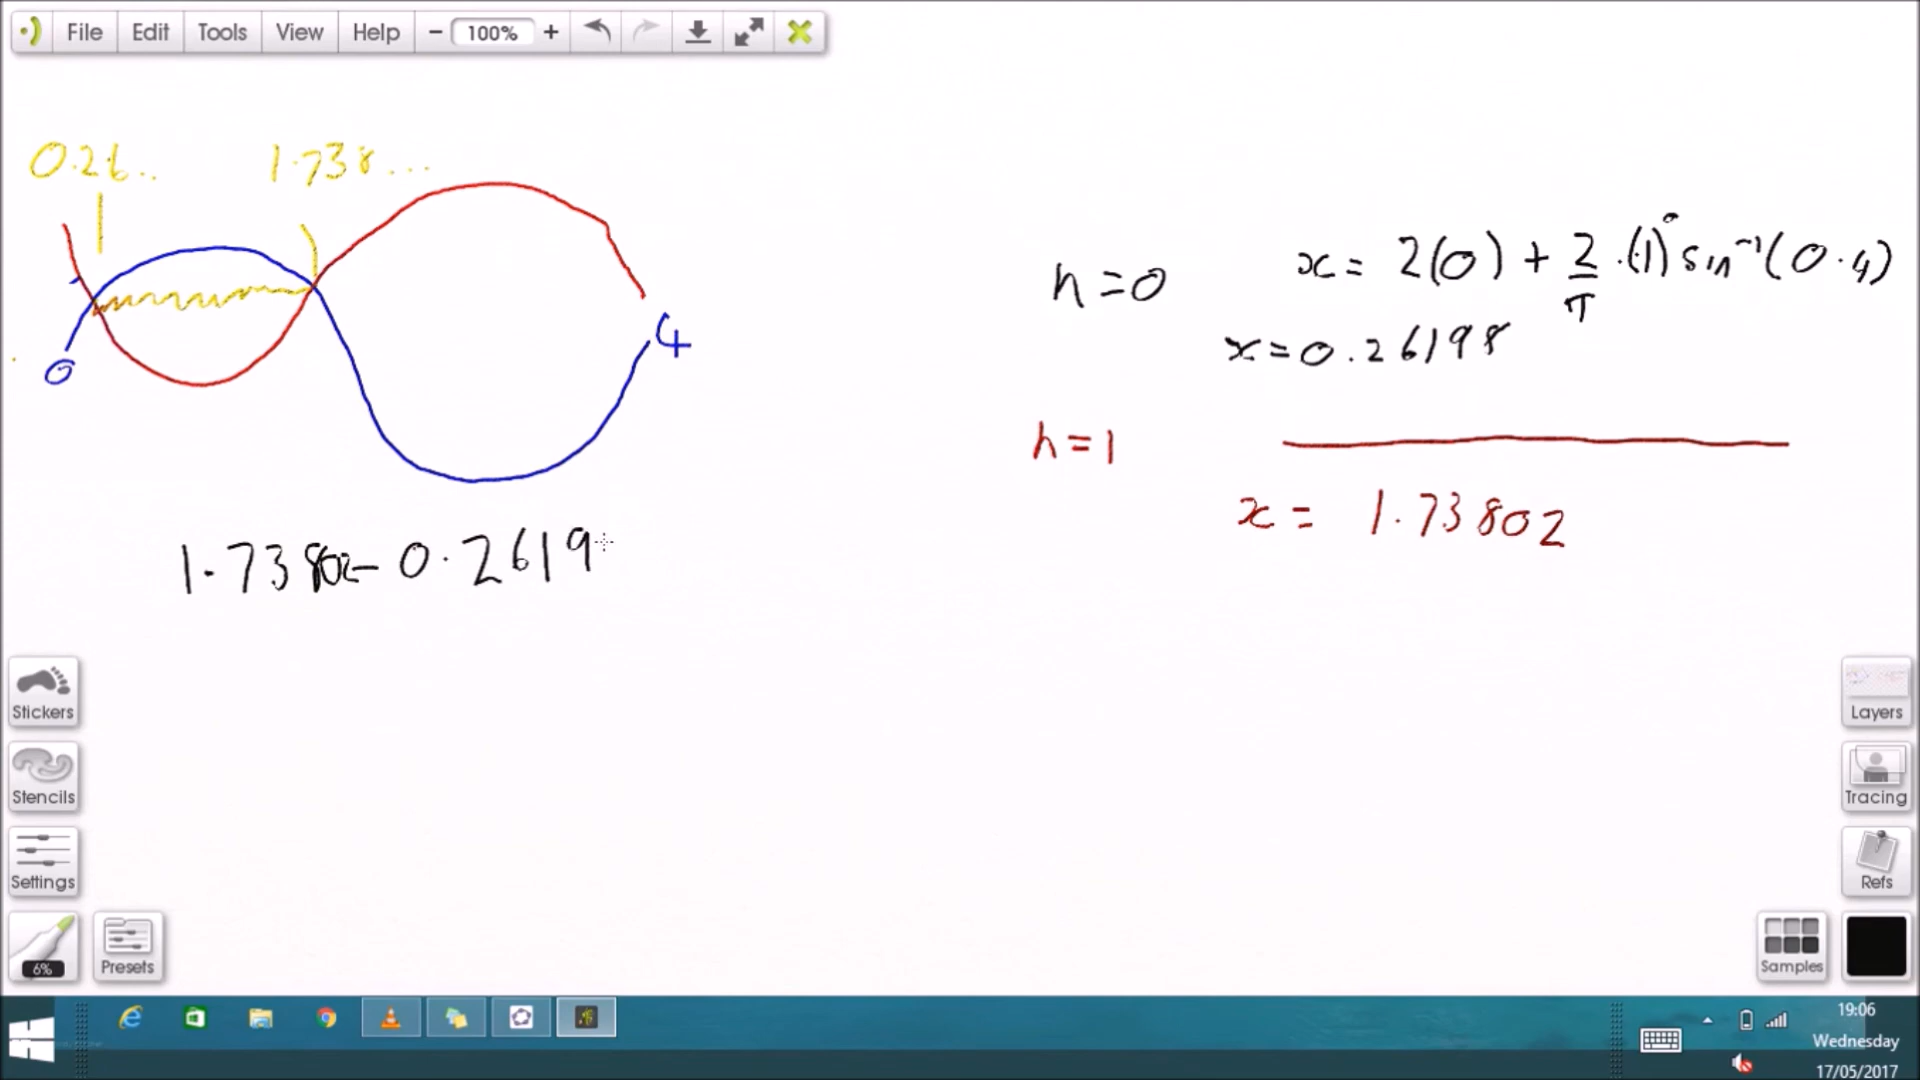 File Edit Tools View Help − 100% +
0.26..
1.738...
0
4
1.73802-0.2619
n=0
x= 2(0) + 2/π .(-1)⁰ sin⁻¹(0.4)
x=0.26198
n=1
x= 1.73802
Stickers
Stencils
Settings
6%
Presets
Layers
Tracing
Refs
Samples
19:06
Wednesday
17/05/2017